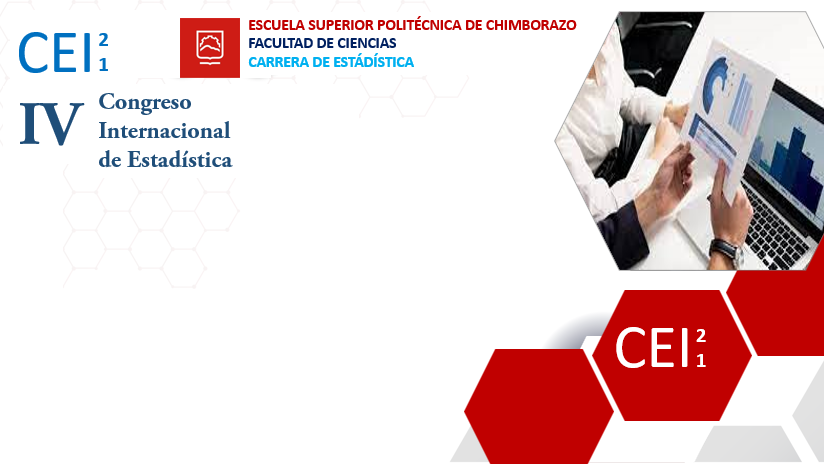 CEI 2
1
ESCUELA SUPERIOR POLITÉCNICA DE CHIMBORAZO
FACULTAD DE CIENCIAS
CARRERA DE ESTÁDÍSTICA
IV
Congreso
Internacional
de Estadística
CEI 2
1